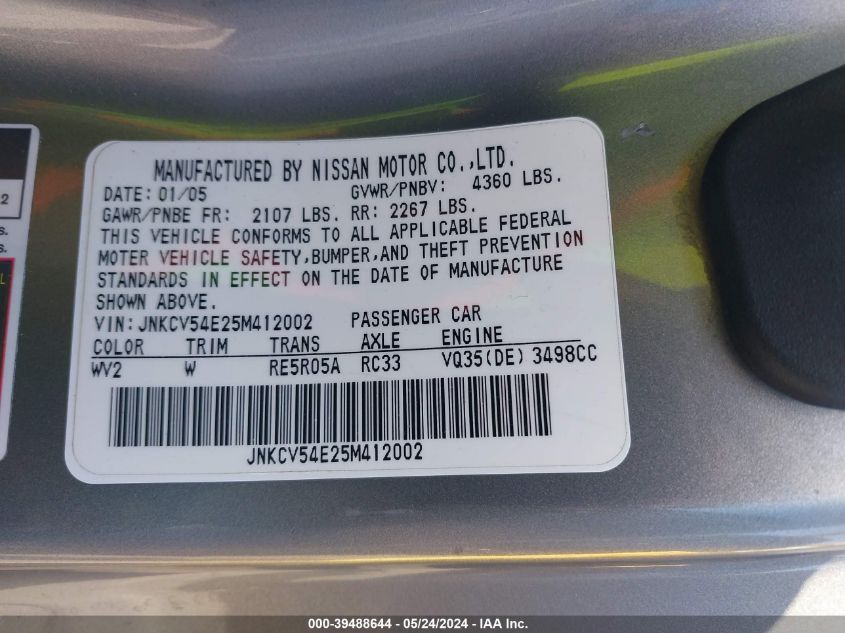 MANUFACTURED BY NISSAN MOTOR CO.,LTD.
DATE: 01/05 GVWR/PNBV: 4360 LBS.
GAWR/PNBE FR: 2107 LBS. RR: 2267 LBS.
THIS VEHICLE CONFORMS TO ALL APPLICABLE FEDERAL
MOTER VEHICLE SAFETY,BUMPER,AND THEFT PREVENTION
STANDARDS IN EFFECT ON THE DATE OF MANUFACTURE
SHOWN ABOVE.
VIN:JNKCV54E25M412002 PASSENGER CAR
COLOR TRIM TRANS AXLE ENGINE
WV2 W RE5R05A RC33 VQ35(DE) 3498CC
JNKCV54E25M412002
2
s.
s.
L
000-39488644 / 05/24/2024 - IAA Inc.